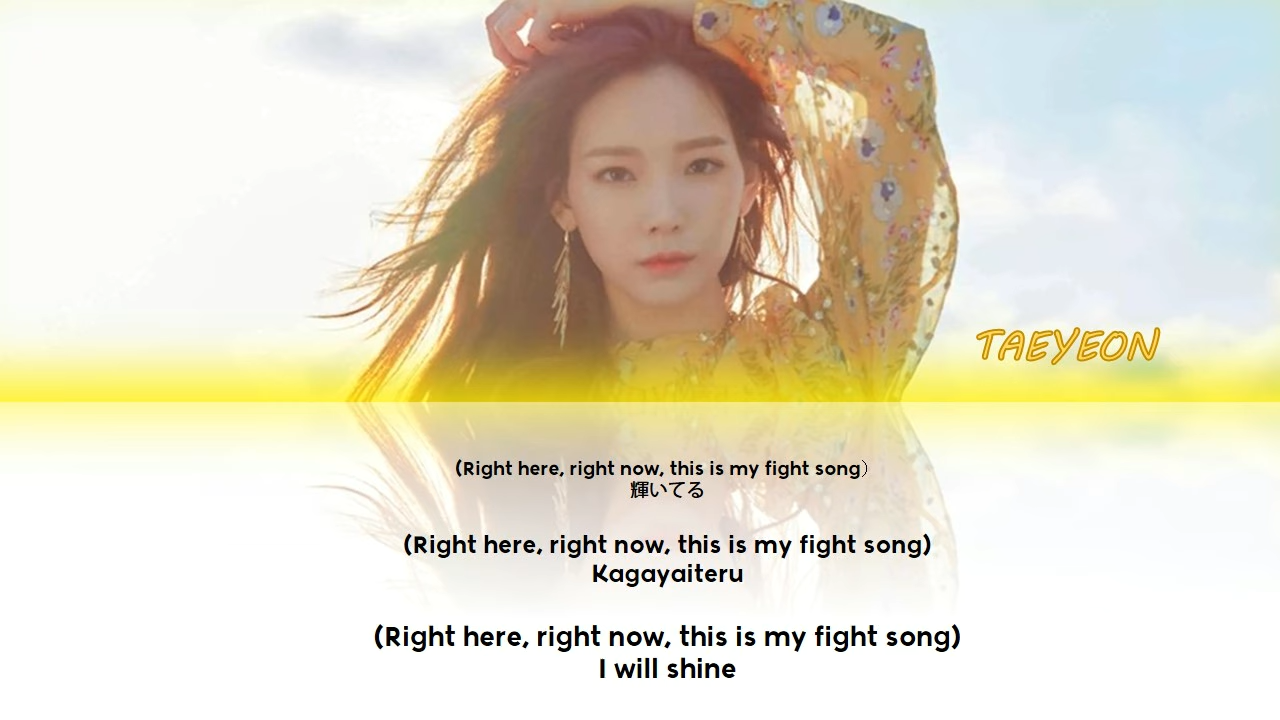 TAEYEON
(Right here, right now, this is my fight song）
輝いてる
(Right here, right now, this is my fight song)
Kagayaiteru
(Right here, right now, this is my fight song)
I will shine